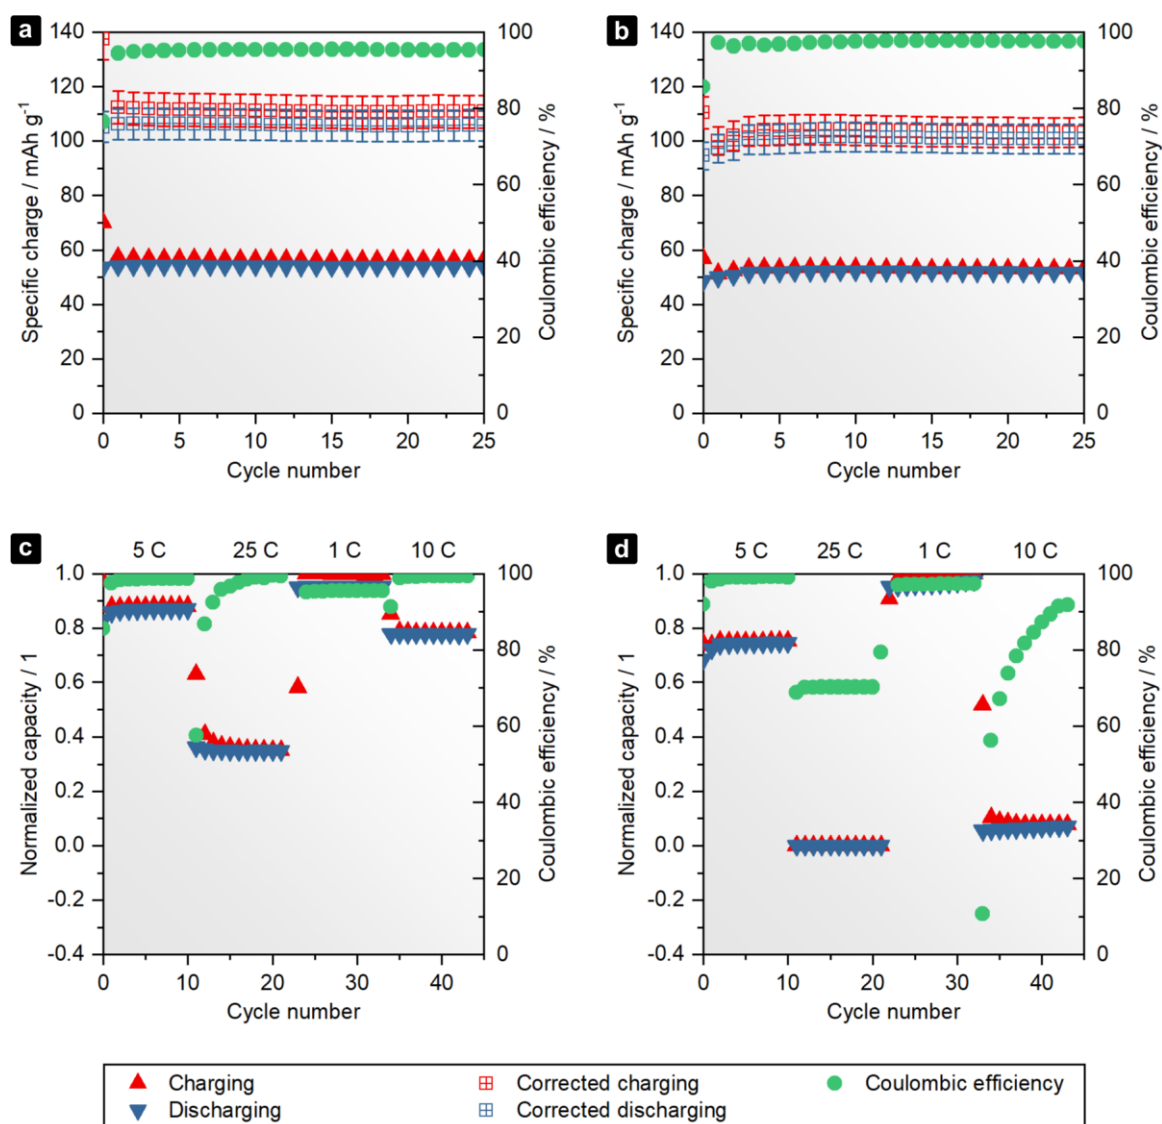 a
140
120
100
80
60
40
20
0
Specific charge / mAh g⁻¹
100
80
60
40
20
0
Coulombic efficiency / %
0 5 10 15 20 25
Cycle number
b
140
120
100
80
60
40
20
0
Specific charge / mAh g⁻¹
100
80
60
40
20
0
Coulombic efficiency / %
0 5 10 15 20 25
Cycle number
c
5 C 25 C 1 C 10 C
1.0
0.8
0.6
0.4
0.2
0.0
-0.2
-0.4
Normalized capacity / 1
100
80
60
40
20
0
Coulombic efficiency / %
0 10 20 30 40
Cycle number
d
5 C 25 C 1 C 10 C
1.0
0.8
0.6
0.4
0.2
0.0
-0.2
-0.4
Normalized capacity / 1
100
80
60
40
20
0
Coulombic efficiency / %
0 10 20 30 40
Cycle number
Charging Corrected charging Coulombic efficiency
Discharging Corrected discharging